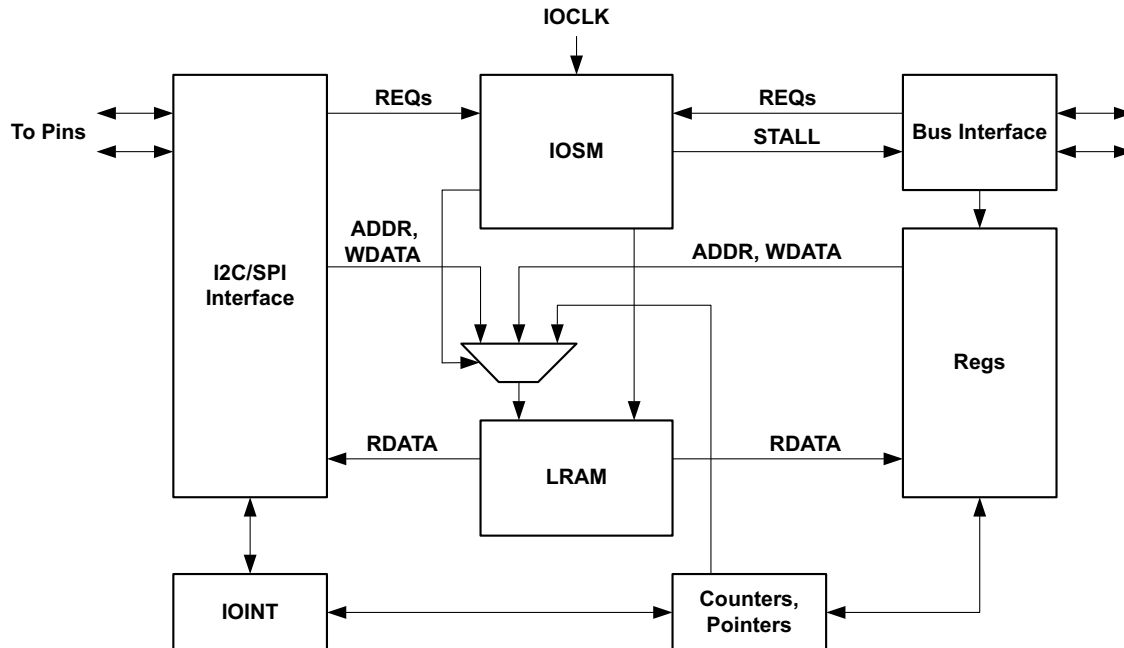 IOCLK
REQs
REQs
To Pins
IOSM
Bus Interface
STALL
ADDR,
WDATA
ADDR, WDATA
I2C/SPI
Interface
Regs
RDATA
RDATA
LRAM
IOINT
Counters,
Pointers